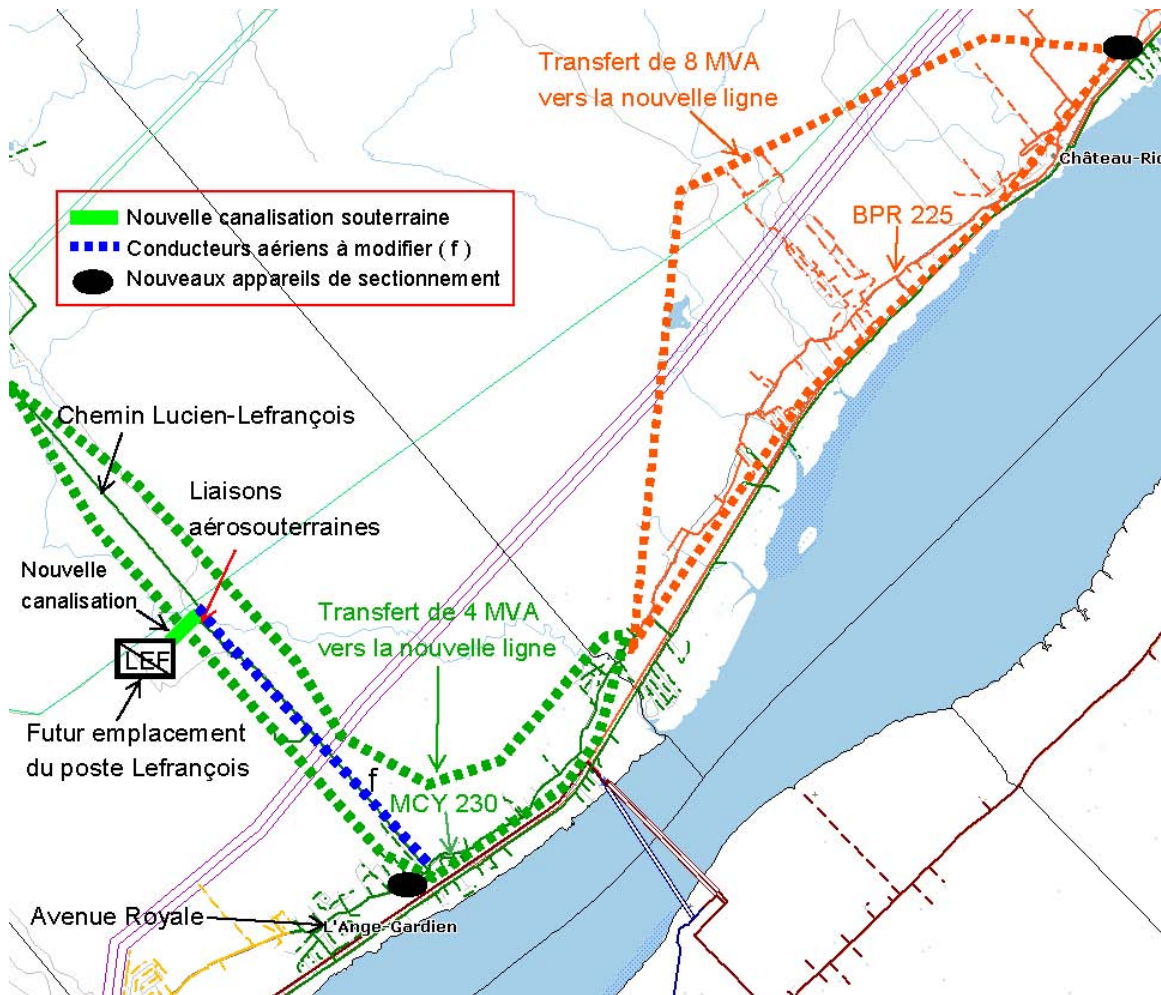 Transfert de 8 MVA
vers la nouvelle ligne
Château-Ric
Nouvelle canalisation souterraine
Conducteurs aériens à modifier ( f )
Nouveaux appareils de sectionnement
BPR 225
Chemin Lucien-Lefrançois
Liaisons
aérosouterraines
Nouvelle
canalisation
Transfert de 4 MVA
vers la nouvelle ligne
LEF
Futur emplacement
du poste Lefrançois
f
MCY 230
Avenue Royale
L'Ange-Gardien